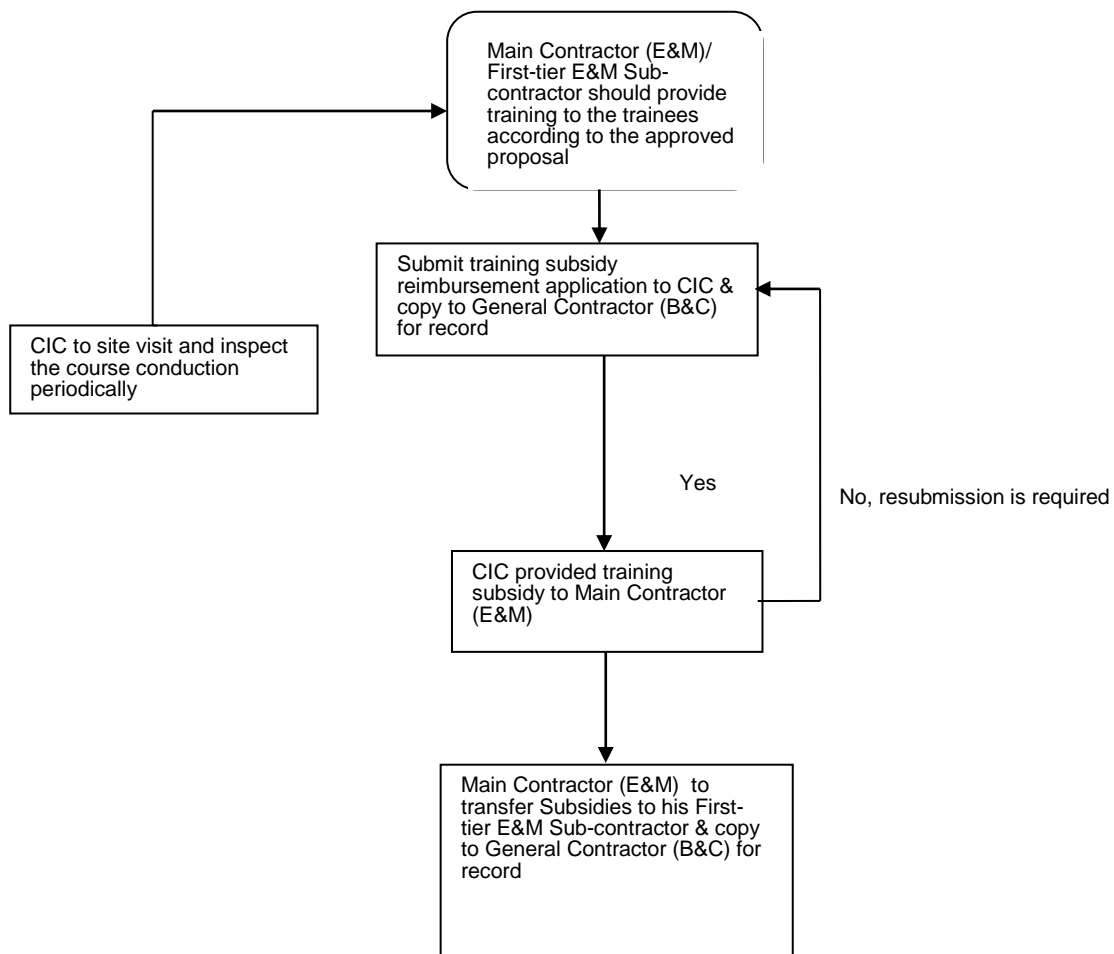 Main Contractor (E&M)/
First-tier E&M Sub-
contractor should provide
training to the trainees
according to the approved
proposal
Submit training subsidy
reimbursement application to CIC &
copy to General Contractor (B&C)
for record
CIC to site visit and inspect
the course conduction
periodically
Yes
No, resubmission is required
CIC provided training
subsidy to Main Contractor
(E&M)
Main Contractor (E&M)  to
transfer Subsidies to his First-
tier E&M Sub-contractor & copy
to General Contractor (B&C) for
record